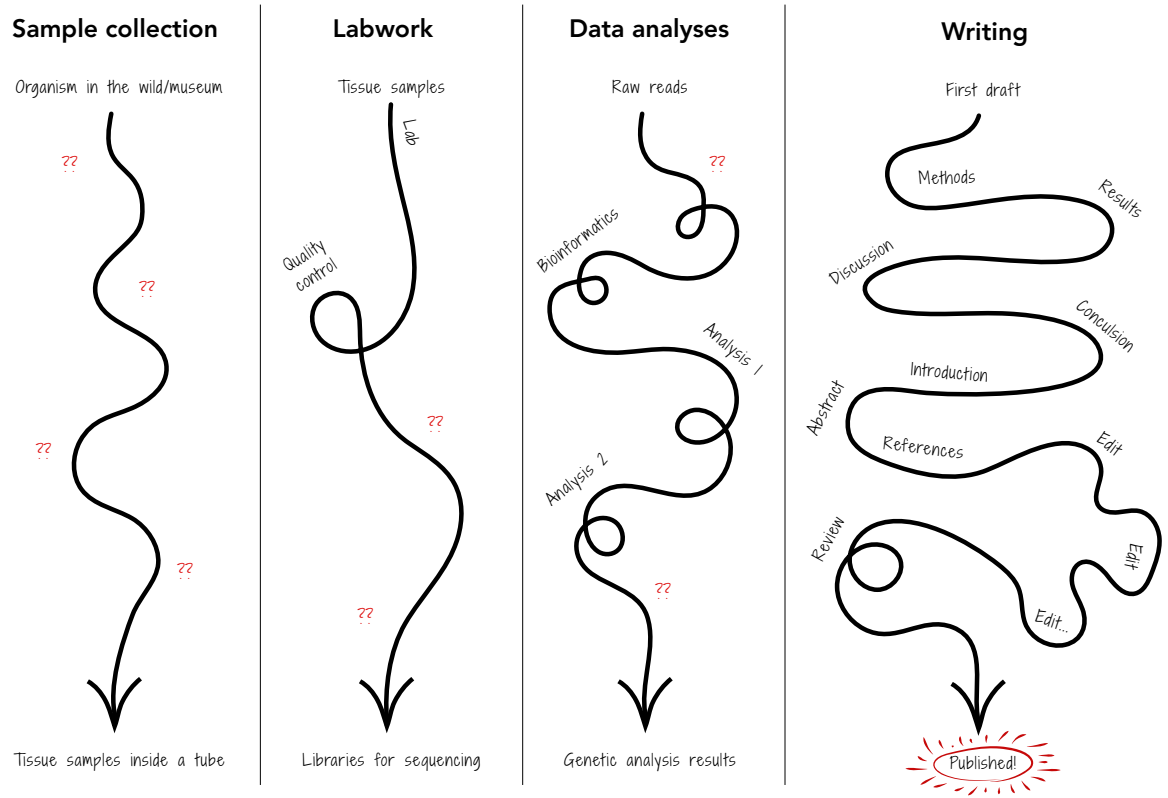 Sample collection
Organism in the wild/museum
??
??
??
??
Tissue samples inside a tube
Labwork
Tissue samples
Lab
Quality
control
??
??
Libraries for sequencing
Data analyses
Raw reads
??
Bioinformatics
Analysis 1
Analysis 2
??
Genetic analysis results
Writing
First draft
Methods
Results
Discussion
Conculsion
Introduction
Abstract
References
Edit
Edit
Edit...
Review
Published!